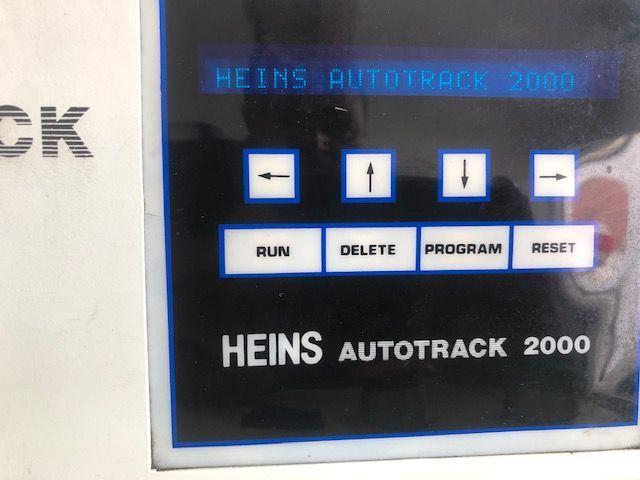 HEINS AUTOTRACK 2000
CK
← ↑ ↓ →
RUN DELETE PROGRAM RESET
HEINS AUTOTRACK 2000